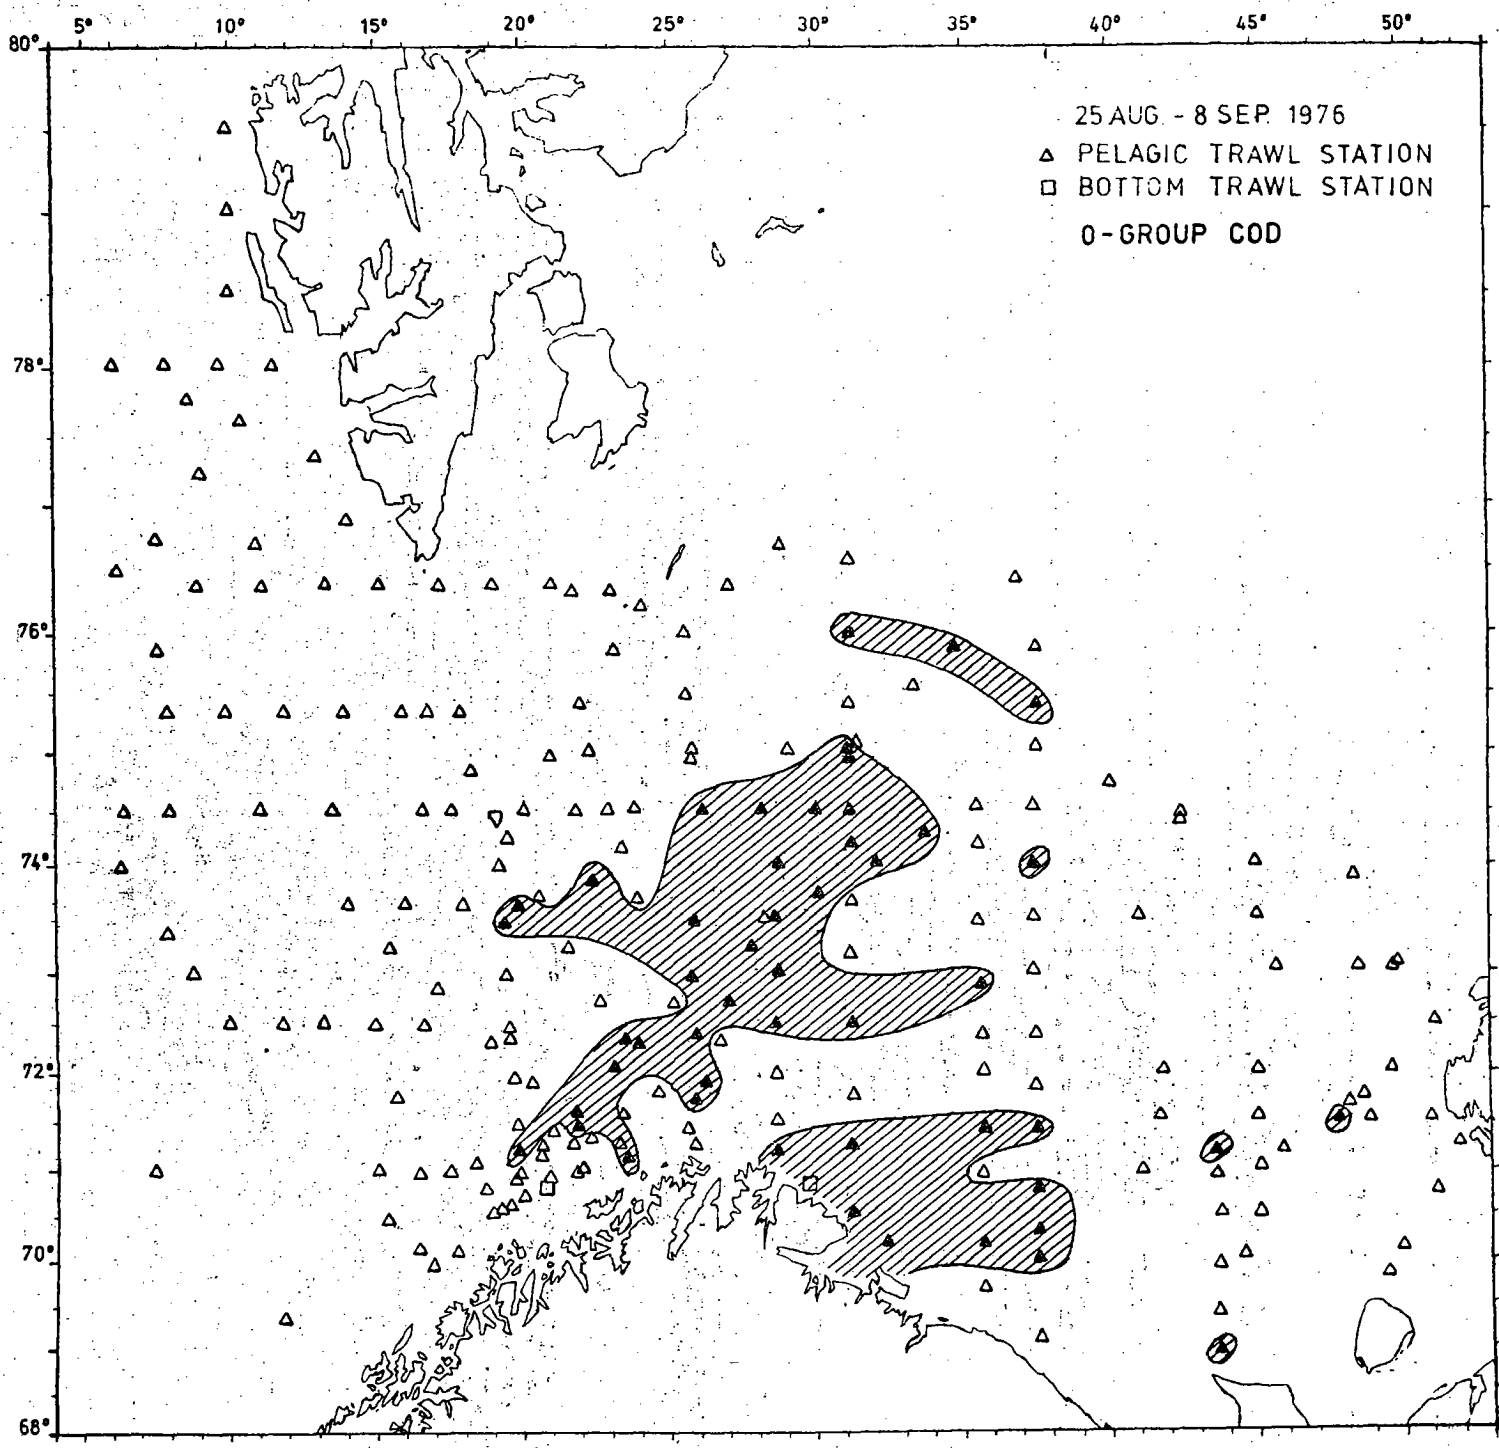 5° 10° 15° 20° 25° 30° 35° 40° 45° 50°
80°
25 AUG. - 8 SEP. 1976
PELAGIC TRAWL STATION
BOTTOM TRAWL STATION
0-GROUP COD
78°
76°
74°
72°
70°
68°